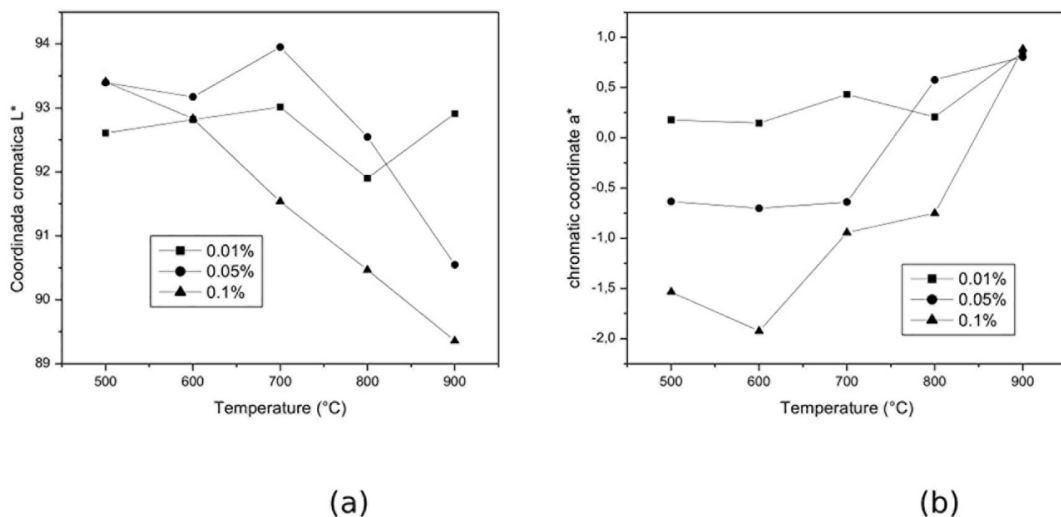 Coordinada cromatica L*
94
93
92
91
90
89
0.01%
0.05%
0.1%
500 600 700 800 900
Temperature (°C)
(a)
chromatic coordinate a*
1,0
0,5
0,0
-0,5
-1,0
-1,5
-2,0
0.01%
0.05%
0.1%
500 600 700 800 900
Temperature (°C)
(b)